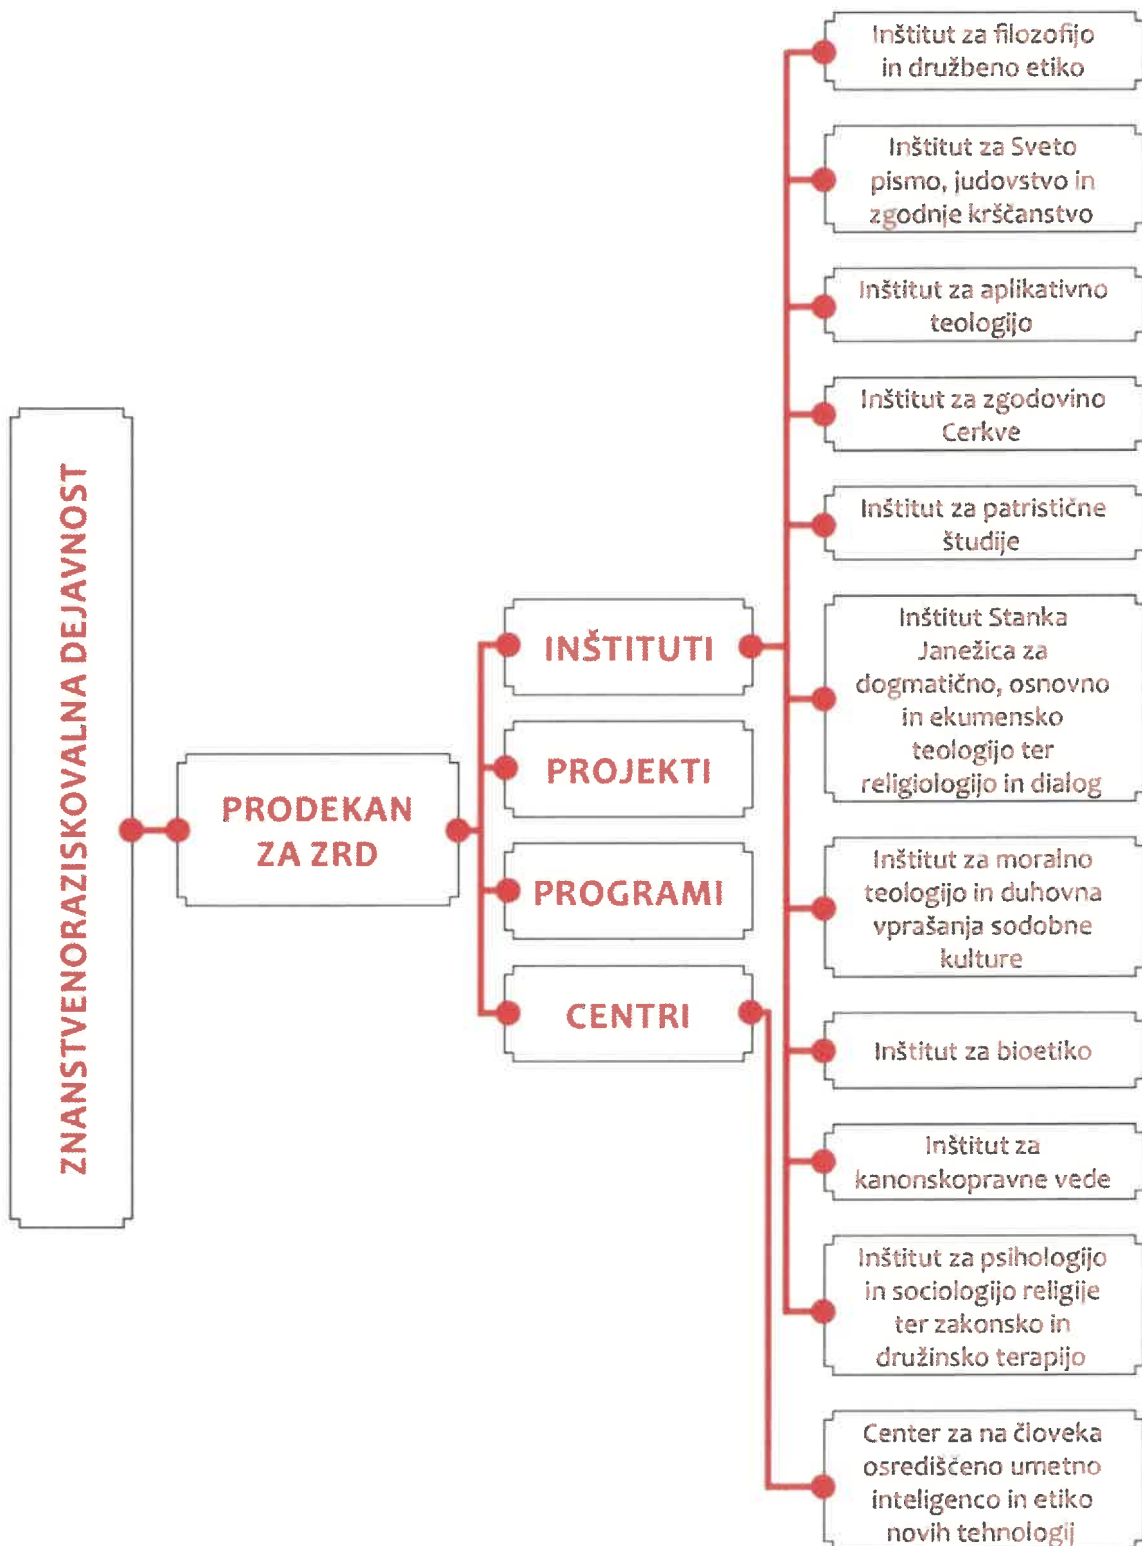 ZNANSTVENORAZISKOVALNA DEJAVNOST
PRODEKAN
ZA ZRD
INŠTITUTI
PROJEKTI
PROGRAMI
CENTRI
Inštitut za filozofijo
in družbeno etiko
Inštitut za Sveto
pismo, judovstvo in
zgodnje krščanstvo
Inštitut za aplikativno
teologijo
Inštitut za zgodovino
Cerkve
Inštitut za patristične
študije
Inštitut Stanka
Janežica za
dogmatično, osnovno
in ekumensko
teologijo ter
religiologijo in dialog
Inštitut za moralno
teologijo in duhovna
vprašanja sodobne
kulture
Inštitut za bioetiko
Inštitut za
kanonskopravne vede
Inštitut za psihologijo
in sociologijo religije
ter zakonsko in
družinsko terapijo
Center za na človeka
osrediščeno umetno
inteligenco in etiko
novih tehnologij